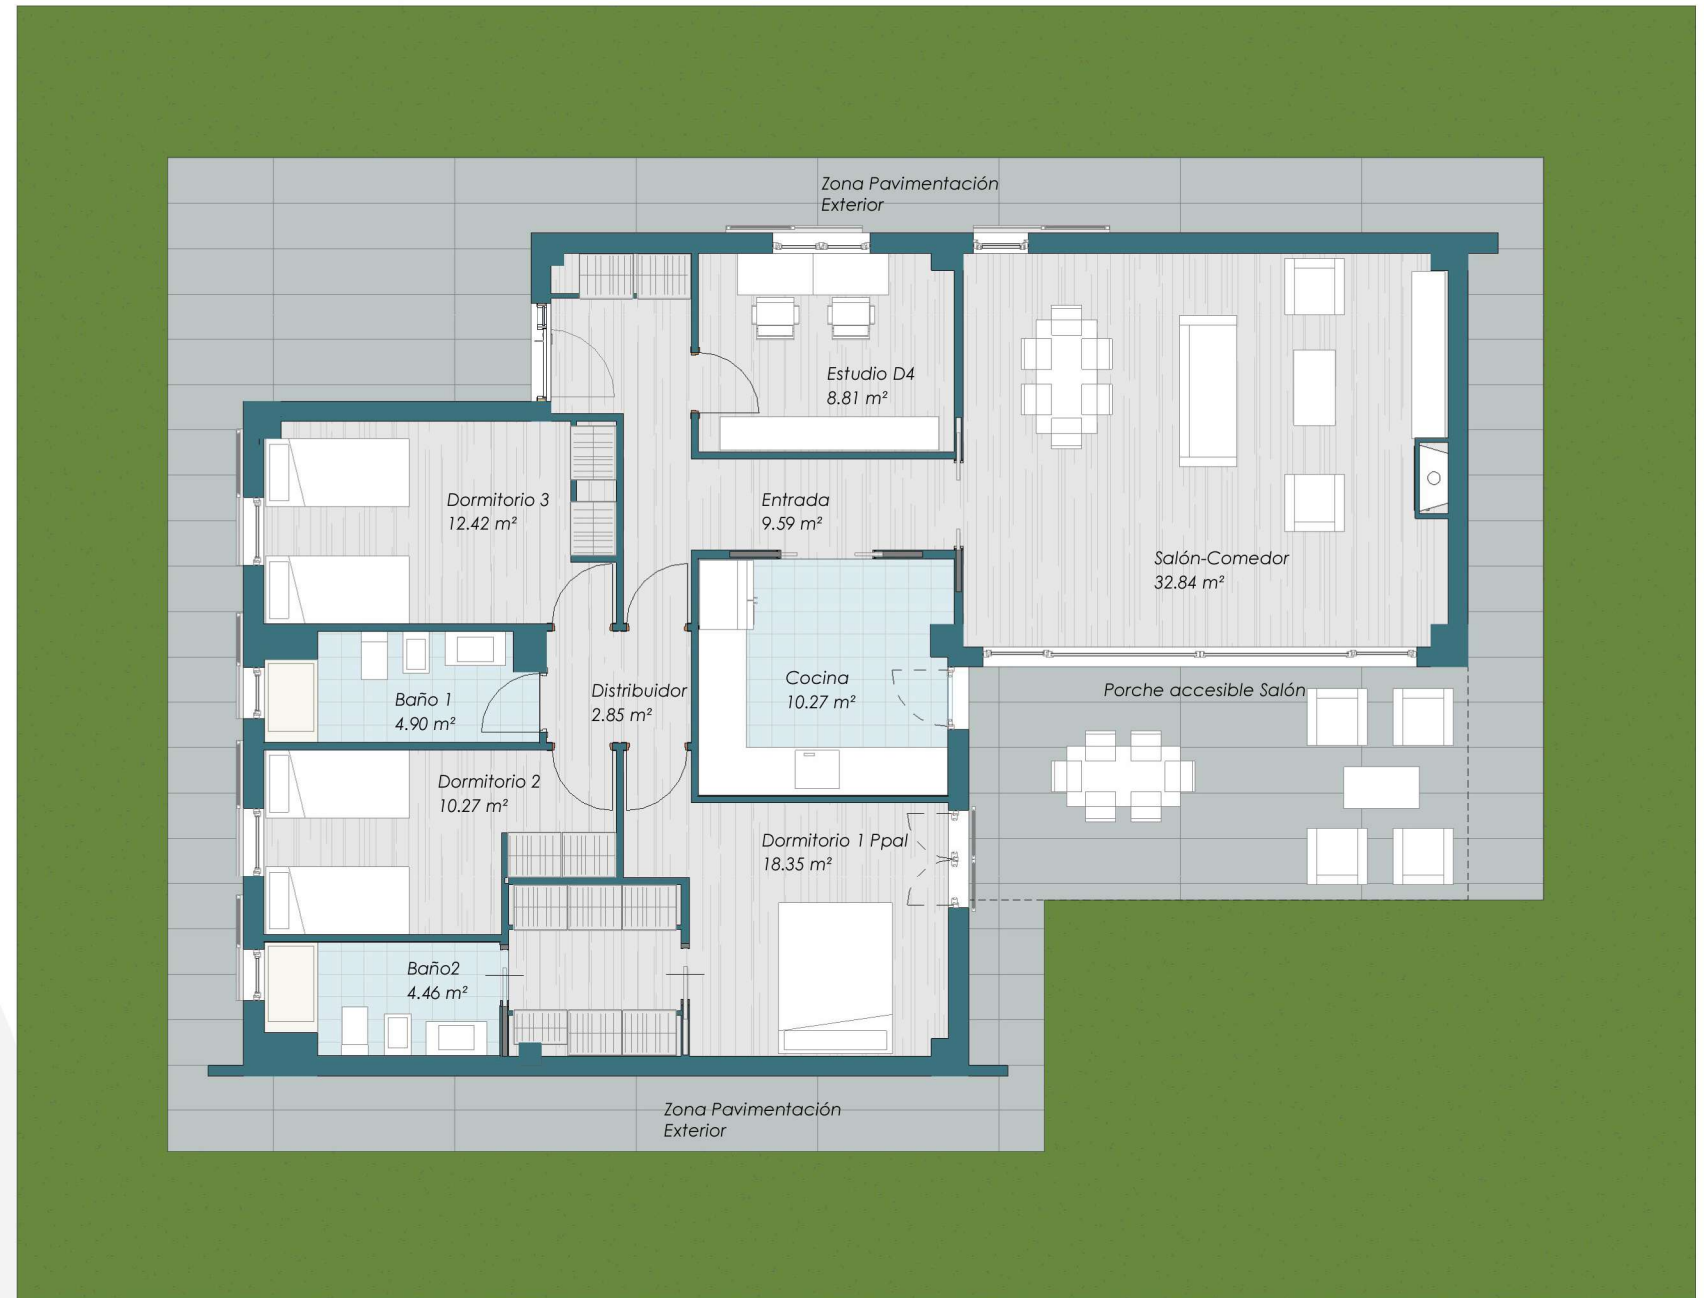 Zona Pavimentación
Exterior
Estudio D4
8.81 m²
Dormitorio 3
12.42 m²
Entrada
9.59 m²
Salón-Comedor
32.84 m²
Baño 1
4.90 m²
Distribuidor
2.85 m²
Cocina
10.27 m²
Porche accesible Salón
Dormitorio 2
10.27 m²
Dormitorio 1 Ppal
18.35 m²
Baño2
4.46 m²
Zona Pavimentación
Exterior